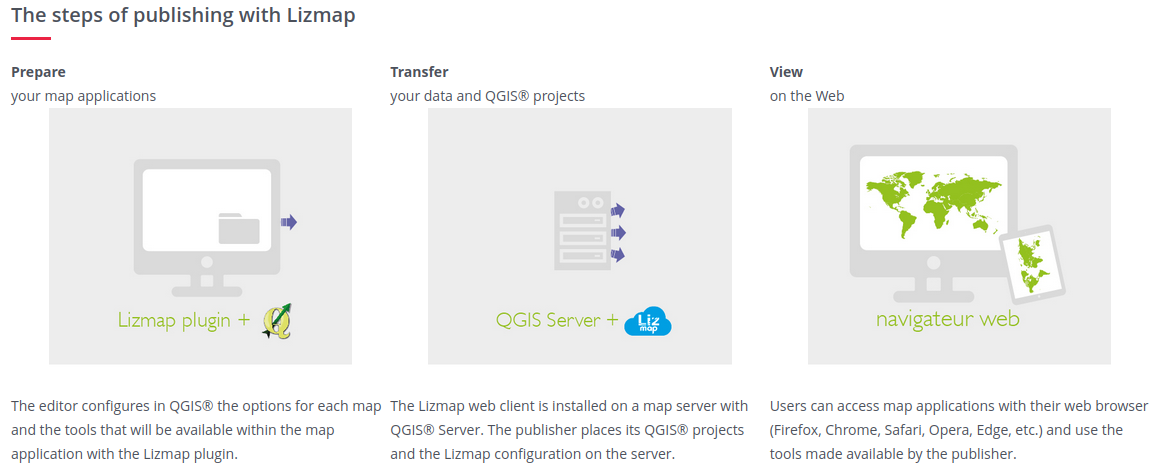 The steps of publishing with Lizmap
Prepare
your map applications
Lizmap plugin +
The editor configures in QGIS® the options for each map
and the tools that will be available within the map
application with the Lizmap plugin.
Transfer
your data and QGIS® projects
QGIS Server +
Liz
map
The Lizmap web client is installed on a map server with
QGIS® Server. The publisher places its QGIS® projects
and the Lizmap configuration on the server.
View
on the Web
navigateur web
Users can access map applications with their web browser
(Firefox, Chrome, Safari, Opera, Edge, etc.) and use the
tools made available by the publisher.